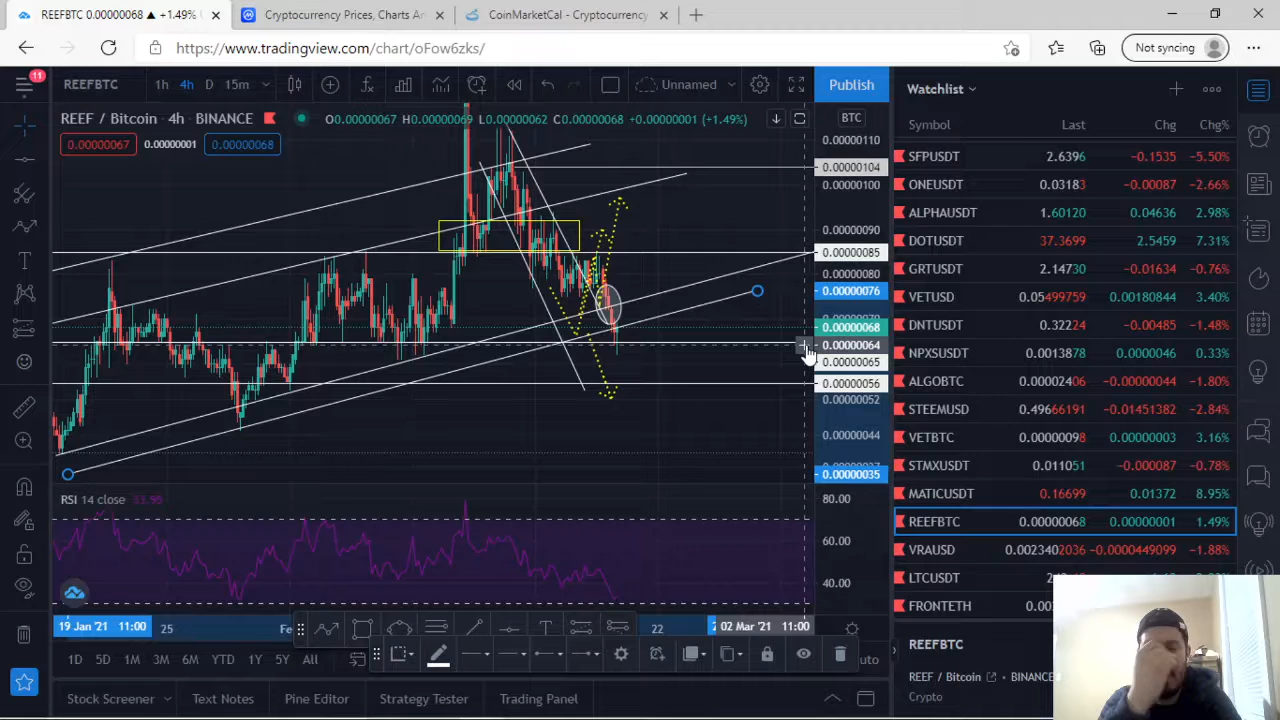 REEFBTC 0.00000068 ▲ +1.49% ×
Cryptocurrency Prices, Charts An ×
CoinMarketCal - Cryptocurrency ×
https://www.tradingview.com/chart/oFow6zks/
Not syncing
11
REEFBTC 1h 4h D 15m
Unnamed
Publish
Watchlist
REEF / Bitcoin · 4h · BINANCE
O0.00000067 H0.00000069 L0.00000062 C0.00000068 +0.00000001 (+1.49%)
BTC
0.00000067 0.00000001 0.00000068
0.00000110
0.00000104
0.00000100
0.00000090
0.00000085
0.00000080
0.00000076
0.00000068
0.00000064
0.00000065
0.00000056
0.00000052
0.00000044
0.00000035
Symbol Last Chg Chg%
SFPUSDT 2.6396 −0.1535 −5.50%
ONEUSDT 0.03183 −0.00087 −2.66%
ALPHAUSDT 1.60120 0.04636 2.98%
DOTUSDT 37.3699 2.5459 7.31%
GRTUSDT 2.14730 −0.01634 −0.76%
VETUSD 0.05499759 0.00180844 3.40%
DNTUSDT 0.32224 −0.00485 −1.48%
NPXSUSDT 0.0013878 0.0000046 0.33%
ALGOBTC 0.00002406 −0.00000044 −1.80%
STEEMUSD 0.49666191 −0.01451382 −2.84%
VETBTC 0.00000098 0.00000003 3.16%
STMXUSDT 0.011051 −0.000087 −0.78%
MATICUSDT 0.16699 0.01372 8.95%
REEFBTC 0.00000068 0.00000001 1.49%
VRAUSD 0.0023402036 −0.0000449099 −1.88%
LTCUSDT
FRONTETH
RSI 14 close 33.95
80.00
60.00
40.00
19 Jan '21 11:00 25 Fe 22 02 Mar '21 11:00
1D 5D 1M 3M 6M YTD 1Y 5Y All
auto
Stock Screener Text Notes Pine Editor Strategy Tester Trading Panel
REEFBTC
REEF / Bitcoin · BINANCE
Crypto